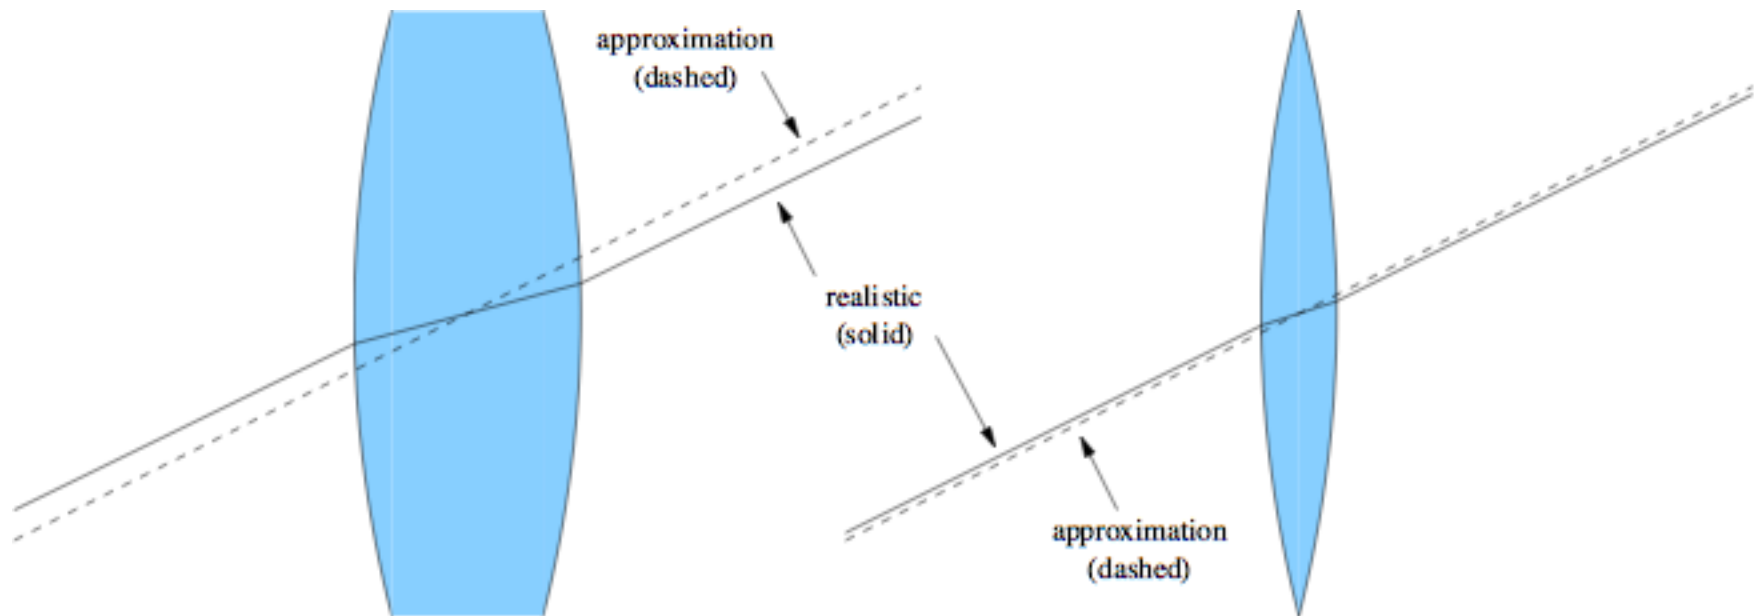 approximation
(dashed)
realistic
(solid)
approximation
(dashed)